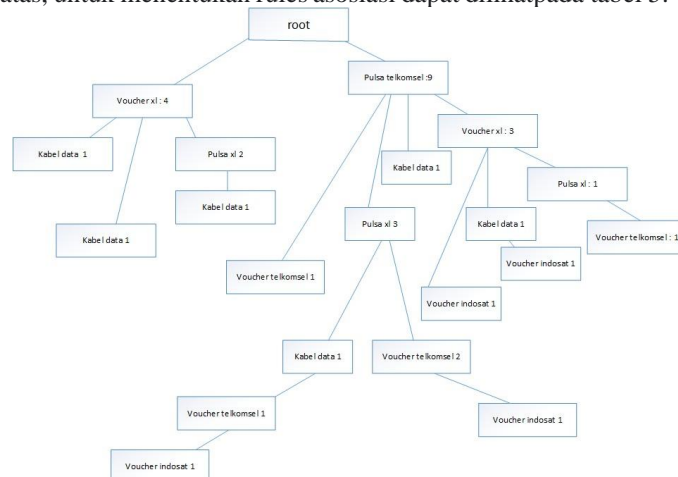 atas, untuk menentukan rules asosiasi dapat dilihatpada tabel 5.
root
Pulsa telkomsel :9
Voucher xl : 4
Voucher xl : 3
Kabel data 1
Pulsa xl 2
Kabel data 1
Pulsa xl : 1
Kabel data 1
Pulsa xl 3
Kabel data 1
Kabel data 1
Voucher telkomsel : 1
Voucher indosat 1
Voucher telkomsel 1
Voucher indosat 1
Kabel data 1
Voucher telkomsel 2
Voucher telkomsel 1
Voucher indosat 1
Voucher indosat 1